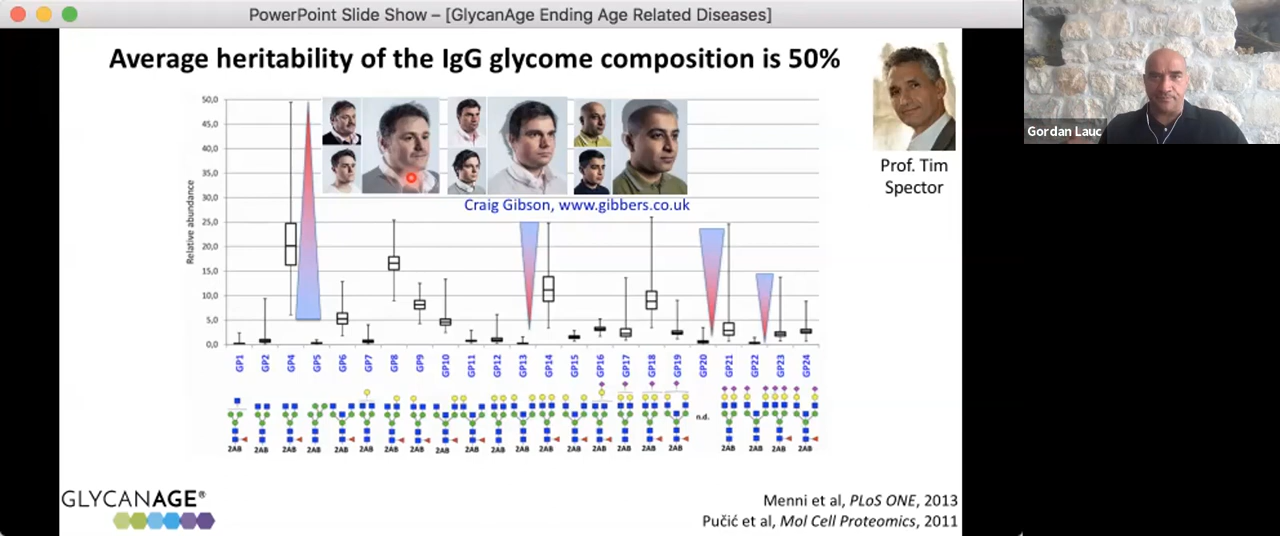 PowerPoint Slide Show – [GlycanAge Ending Age Related Diseases]
Average heritability of the IgG glycome composition is 50%
Gordan Lauc
Prof. Tim
Spector
50,0
45,0
40,0
35,0
30,0
25,0
20,0
15,0
10,0
5,0
0,0
Relative abundance
Craig Gibson, www.gibbers.co.uk
GP1 GP2 GP4 GP5 GP6 GP7 GP8 GP9 GP10 GP11 GP12 GP13 GP14 GP15 GP16 GP17 GP18 GP19 GP20 GP21 GP22 GP23 GP24
n.d.
2AB 2AB 2AB 2AB 2AB 2AB 2AB 2AB 2AB 2AB 2AB 2AB 2AB 2AB 2AB 2AB 2AB 2AB 2AB 2AB 2AB 2AB
GLYCANAGE®
Menni et al, PLoS ONE, 2013
Pučić et al, Mol Cell Proteomics, 2011